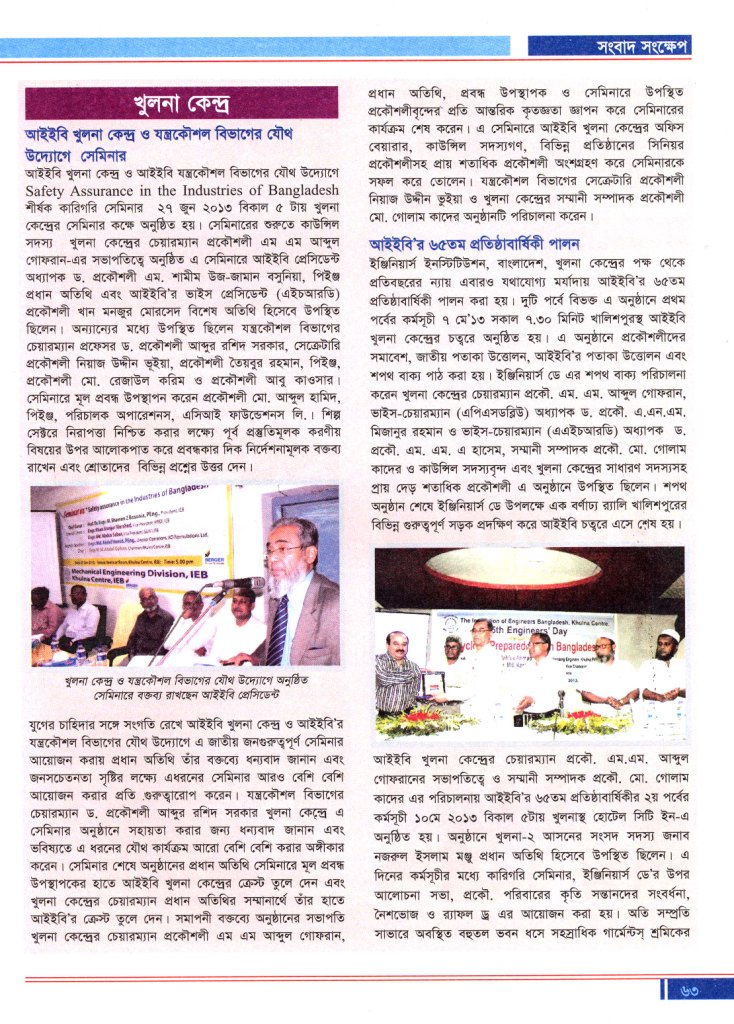 সংবাদ সংক্ষেপ
খুলনা কেন্দ্র
আইইবি খুলনা কেন্দ্র ও যন্ত্রকৌশল বিভাগের যৌথ
উদ্যোগে সেমিনার
আইইবি খুলনা কেন্দ্র ও আইইবি যন্ত্রকৌশল বিভাগের যৌথ উদ্যোগে
Safety Assurance in the Industries of Bangladesh
শীর্ষক কারিগরি সেমিনার ২৭ জুন ২০১৩ বিকাল ৫ টায় খুলনা
কেন্দ্রের সেমিনার কক্ষে অনুষ্ঠিত হয়। সেমিনারের শুরুতে কাউন্সিল
সদস্য খুলনা কেন্দ্রের চেয়ারম্যান প্রকৌশলী এম এম আব্দুল
গোফরান-এর সভাপতিত্বে অনুষ্ঠিত এ সেমিনারে আইইবি প্রেসিডেন্ট
অধ্যাপক ড. প্রকৌশলী এম. শামীম উজ-জামান বসুনিয়া, পিইঞ্জ
প্রধান অতিথি এবং আইইবি'র ভাইস প্রেসিডেন্ট (এইচআরডি)
প্রকৌশলী খান মনজুর মোরসেদ বিশেষ অতিথি হিসেবে উপস্থিত
ছিলেন। অন্যান্যের মধ্যে উপস্থিত ছিলেন যন্ত্রকৌশল বিভাগের
চেয়ারম্যান প্রফেসর ড. প্রকৌশলী আব্দুর রশিদ সরকার, সেক্রেটারি
প্রকৌশলী নিয়াজ উদ্দীন ভূইয়া, প্রকৌশলী তৈয়বুর রহমান, পিইঞ্জ,
প্রকৌশলী মো. রেজাউল করিম ও প্রকৌশলী আবু কাওসার।
সেমিনারে মূল প্রবন্ধ উপস্থাপন করেন প্রকৌশলী মো. আব্দুল হামিদ,
পিইঞ্জ, পরিচালক অপারেশনস, এসিআই ফাউন্ডেশনস লি.। শিল্প
সেক্টরে নিরাপত্তা নিশ্চিত করার লক্ষ্যে পূর্ব প্রস্তুতিমূলক করণীয়
বিষয়ের উপর আলোকপাত করে প্রবন্ধকার দিক নির্দেশনামূলক বক্তব্য
রাখেন এবং শ্রোতাদের বিভিন্ন প্রশ্নের উত্তর দেন।
Seminar on "Safety assurance in the Industries of Bangladesh
Mechanical Engineering Division, IEB
Khulna Centre, IEB
BERGER
খুলনা কেন্দ্র ও যন্ত্রকৌশল বিভাগের যৌথ উদ্যোগে অনুষ্ঠিত
সেমিনারে বক্তব্য রাখছেন আইইবি প্রেসিডেন্ট
যুগের চাহিদার সঙ্গে সংগতি রেখে আইইবি খুলনা কেন্দ্র ও আইইবি'র
যন্ত্রকৌশল বিভাগের যৌথ উদ্যোগে এ জাতীয় জনগুরুত্বপূর্ণ সেমিনার
আয়োজন করায় প্রধান অতিথি তাঁর বক্তব্যে ধন্যবাদ জানান এবং
জনসচেতনতা সৃষ্টির লক্ষ্যে এধরনের সেমিনার আরও বেশি বেশি
আয়োজন করার প্রতি গুরুত্বারোপ করেন। যন্ত্রকৌশল বিভাগের
চেয়ারম্যান ড. প্রকৌশলী আব্দুর রশিদ সরকার খুলনা কেন্দ্রে এ
সেমিনার অনুষ্ঠানে সহায়তা করার জন্য ধন্যবাদ জানান এবং
ভবিষ্যতে এ ধরনের যৌথ কার্যক্রম আরো বেশি বেশি করার অঙ্গীকার
করেন। সেমিনার শেষে অনুষ্ঠানের প্রধান অতিথি সেমিনারে মূল প্রবন্ধ
উপস্থাপকের হাতে আইইবি খুলনা কেন্দ্রের ক্রেস্ট তুলে দেন এবং
খুলনা কেন্দ্রের চেয়ারম্যান প্রধান অতিথির সম্মানার্থে তাঁর হাতে
আইইবি'র ক্রেস্ট তুলে দেন। সমাপনী বক্তব্যে অনুষ্ঠানের সভাপতি
খুলনা কেন্দ্রের চেয়ারম্যান প্রকৌশলী এম এম আব্দুল গোফরান,
প্রধান অতিথি, প্রবন্ধ উপস্থাপক ও সেমিনারে উপস্থিত
প্রকৌশলীবৃন্দের প্রতি আন্তরিক কৃতজ্ঞতা জ্ঞাপন করে সেমিনারের
কার্যক্রম শেষ করেন। এ সেমিনারে আইইবি খুলনা কেন্দ্রের অফিস
বেয়ারার, কাউন্সিল সদস্যগণ, বিভিন্ন প্রতিষ্ঠানের সিনিয়র
প্রকৌশলীসহ প্রায় শতাধিক প্রকৌশলী অংশগ্রহণ করে সেমিনারকে
সফল করে তোলেন। যন্ত্রকৌশল বিভাগের সেক্রেটারি প্রকৌশলী
নিয়াজ উদ্দীন ভূইয়া ও খুলনা কেন্দ্রের সম্মানী সম্পাদক প্রকৌশলী
মো. গোলাম কাদের অনুষ্ঠানটি পরিচালনা করেন।
আইইবি'র ৬৫তম প্রতিষ্ঠাবার্ষিকী পালন
ইঞ্জিনিয়ার্স ইনস্টিটিউশন, বাংলাদেশ, খুলনা কেন্দ্রের পক্ষ থেকে
প্রতিবছরের ন্যায় এবারও যথাযোগ্য মর্যাদায় আইইবি'র ৬৫তম
প্রতিষ্ঠাবার্ষিকী পালন করা হয়। দুটি পর্বে বিভক্ত এ অনুষ্ঠানে প্রথম
পর্বের কর্মসূচী ৭ মে'১৩ সকাল ৭.৩০ মিনিট খালিশপুরস্থ আইইবি
খুলনা কেন্দ্রের চত্বরে অনুষ্ঠিত হয়। এ অনুষ্ঠানে প্রকৌশলীদের
সমাবেশ, জাতীয় পতাকা উত্তোলন, আইইবি'র পতাকা উত্তোলন এবং
শপথ বাক্য পাঠ করা হয়। ইঞ্জিনিয়ার্স ডে এর শপথ বাক্য পরিচালনা
করেন খুলনা কেন্দ্রের চেয়ারম্যান প্রকৌ. এম. এম. আব্দুল গোফরান,
ভাইস-চেয়ারম্যান (এপিএসডব্লিউ) অধ্যাপক ড. প্রকৌ. এ.এন.এম.
মিজানুর রহমান ও ভাইস-চেয়ারম্যান (এএইচআরডি) অধ্যাপক ড.
প্রকৌ. এম. এম. এ হাসেম, সম্মানী সম্পাদক প্রকৌ. মো. গোলাম
কাদের ও কাউন্সিল সদস্যবৃন্দ এবং খুলনা কেন্দ্রের সাধারণ সদস্যসহ
প্রায় দেড় শতাধিক প্রকৌশলী এ অনুষ্ঠানে উপস্থিত ছিলেন। শপথ
অনুষ্ঠান শেষে ইঞ্জিনিয়ার্স ডে উপলক্ষে এক বর্ণাঢ্য র‍্যালি খালিশপুরের
বিভিন্ন গুরুত্বপূর্ণ সড়ক প্রদক্ষিণ করে আইইবি চত্বরে এসে শেষ হয়।
The Institution of Engineers Bangladesh, Khulna Centre
5th Engineers' Day
আইইবি খুলনা কেন্দ্রের চেয়ারম্যান প্রকৌ. এম.এম. আব্দুল
গোফরানের সভাপতিত্বে ও সম্মানী সম্পাদক প্রকৌ. মো. গোলাম
কাদের এর পরিচালনায় আইইবি'র ৬৫তম প্রতিষ্ঠাবার্ষিকীর ২য় পর্বের
কর্মসূচী ১০মে ২০১৩ বিকাল ৫টায় খুলনাস্থ হোটেল সিটি ইন-এ
অনুষ্ঠিত হয়। অনুষ্ঠানে খুলনা-২ আসনের সংসদ সদস্য জনাব
নজরুল ইসলাম মঞ্জু প্রধান অতিথি হিসেবে উপস্থিত ছিলেন। এ
দিনের কর্মসূচীর মধ্যে কারিগরি সেমিনার, ইঞ্জিনিয়ার্স ডে'র উপর
আলোচনা সভা, প্রকৌ. পরিবারের কৃতি সন্তানদের সংবর্ধনা,
নৈশভোজ ও র‍্যাফল ড্র এর আয়োজন করা হয়। অতি সম্প্রতি
সাভারে অবস্থিত বহুতল ভবন ধসে সহস্রাধিক গার্মেন্টস্ শ্রমিকের
৬৩